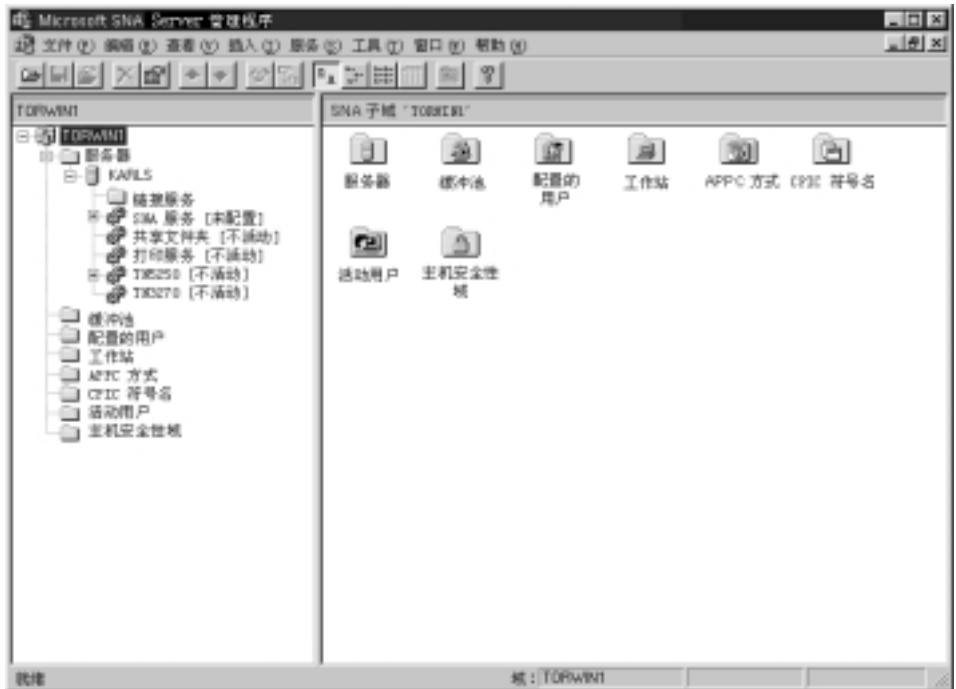 Microsoft SNA Server 管理程序
文件(F) 编辑(E) 查看(V) 插入(I) 服务(S) 工具(T) 窗口(W) 帮助(H)
TORWIN1
SNA 子域 'TORWIN1'
TORWIN1
服务器
KARLS
链接服务
SNA 服务 [未配置]
共享文件夹 [不活动]
打印服务 [不活动]
TN5250 [不活动]
TN3270 [不活动]
缓冲池
配置的用户
工作站
APPC 方式
CPIC 符号名
活动用户
主机安全性域
服务器
缓冲池
配置的
用户
工作站
APPC 方式
CPIC 符号名
活动用户
主机安全性
域
就绪
域: TORWIN1